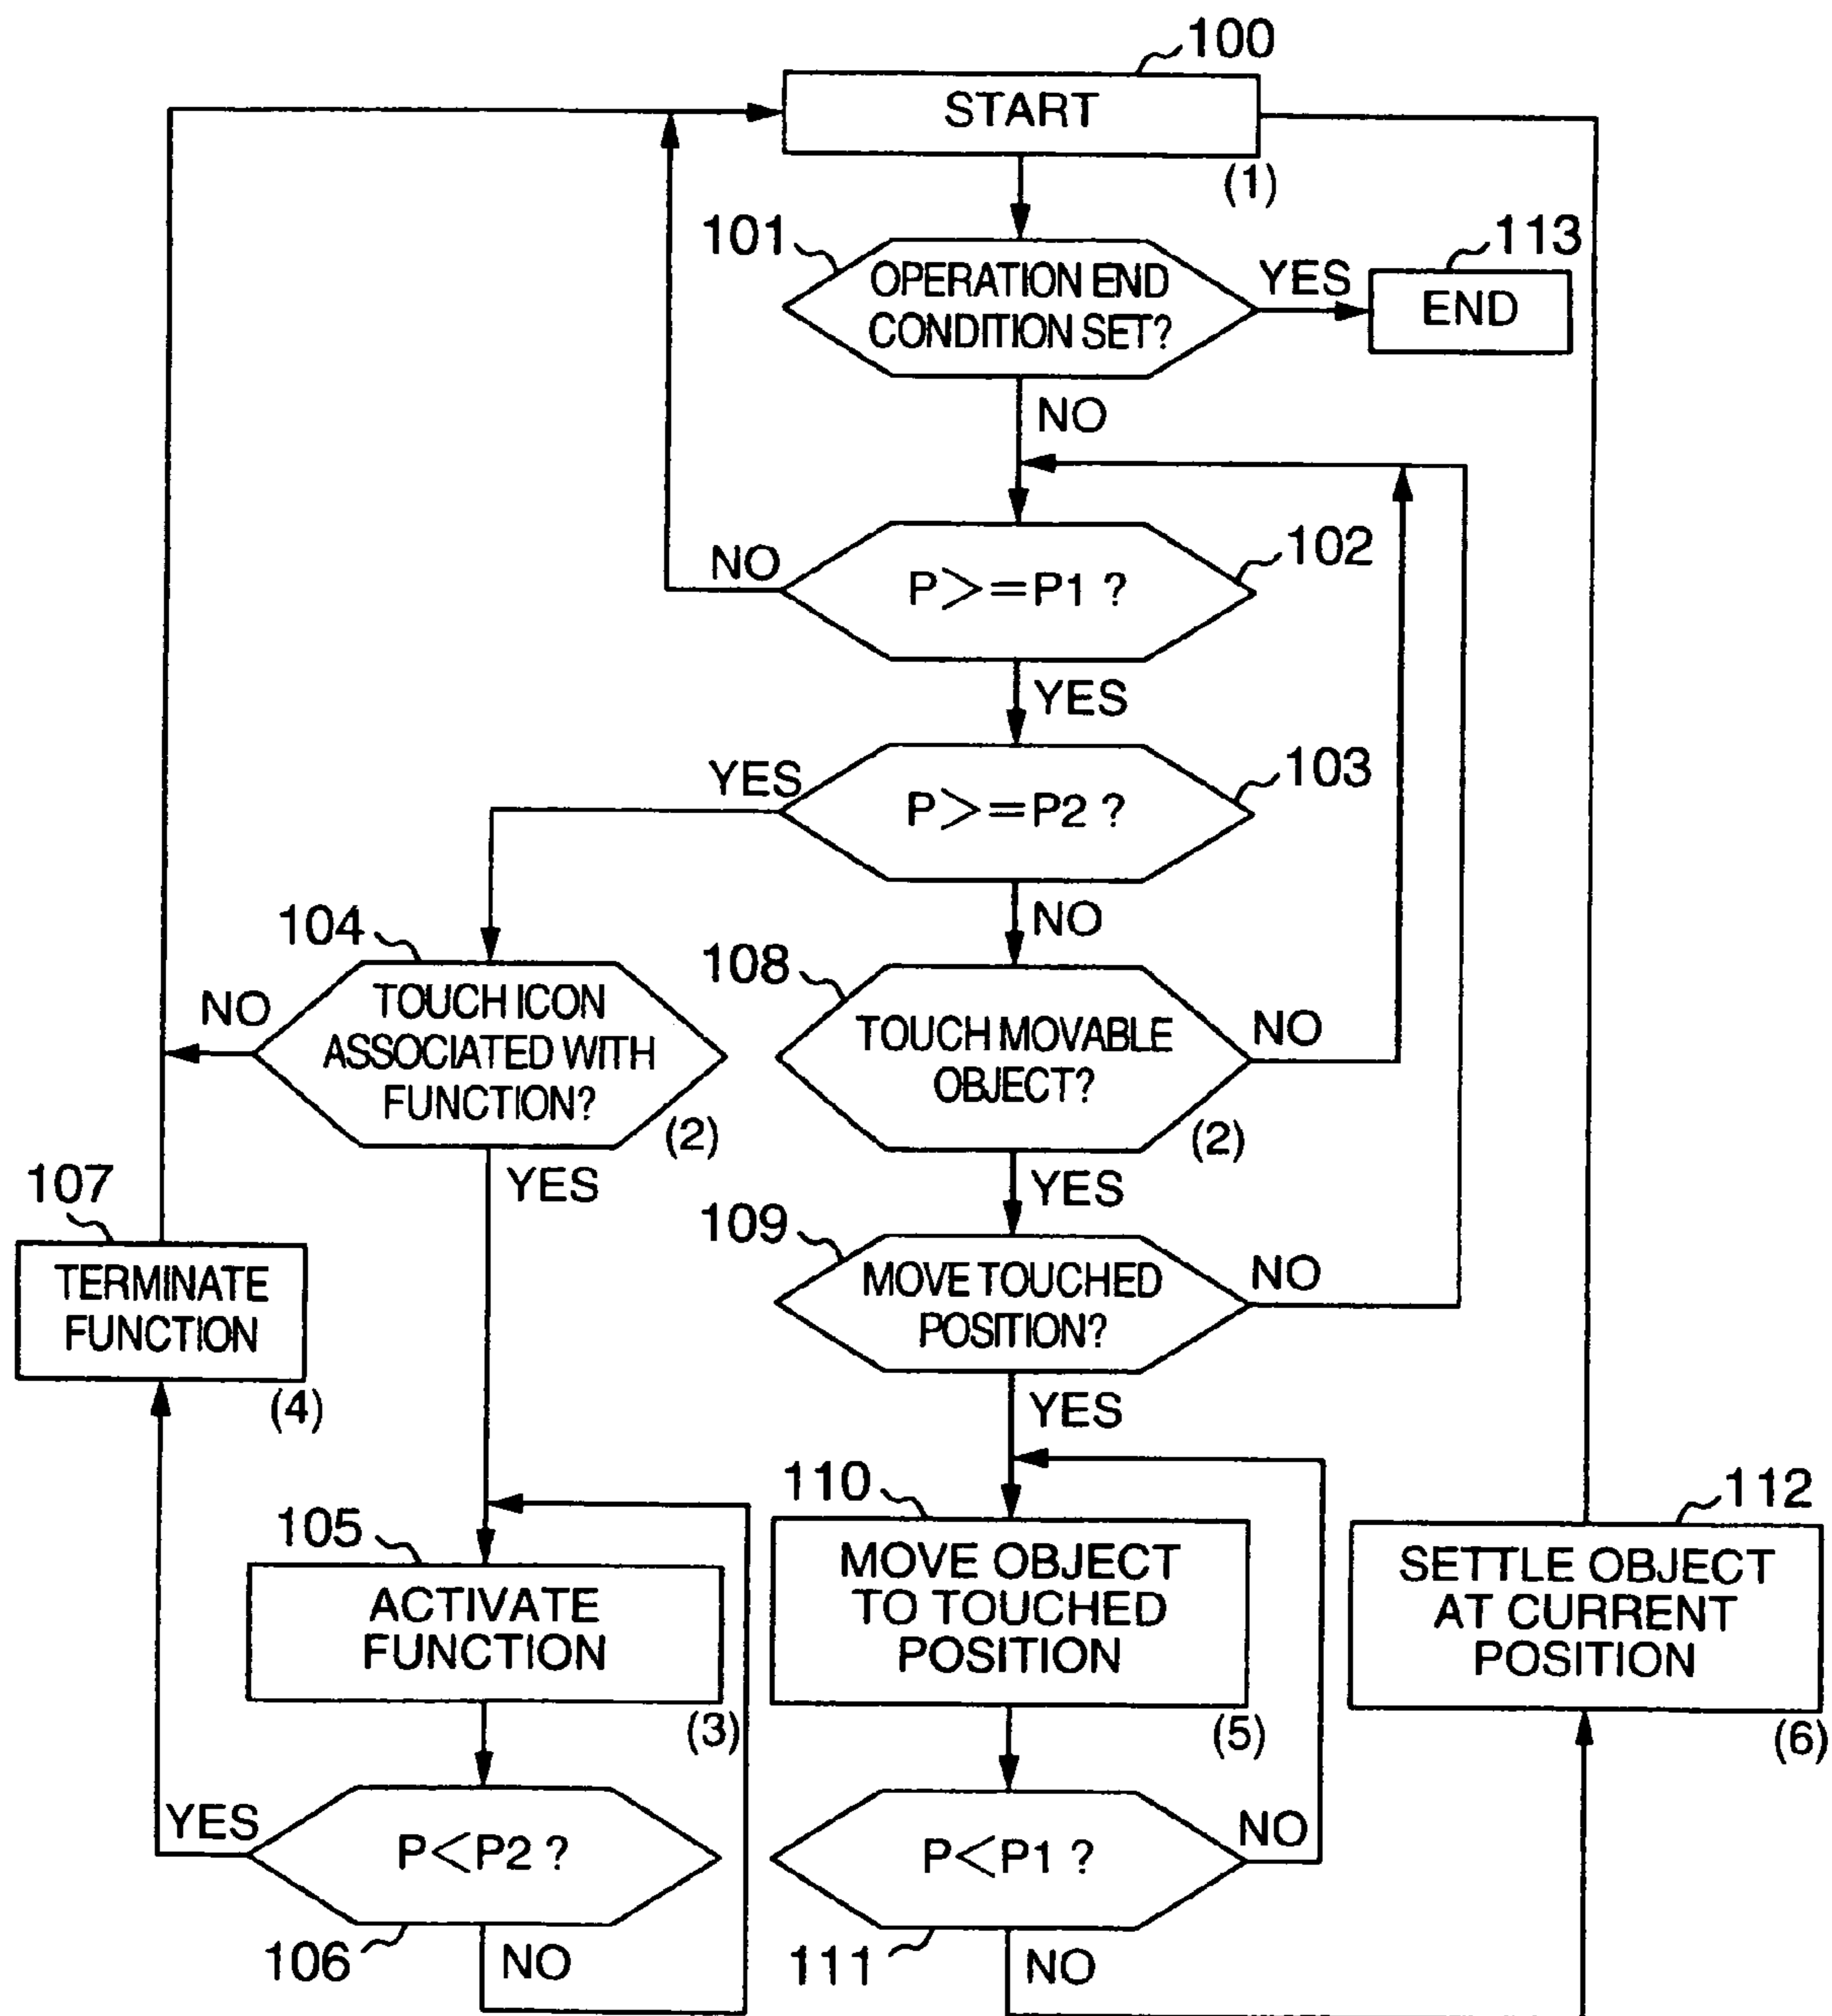 100
START
(1)
101
OPERATION END
CONDITION SET?
YES
113
END
NO
102
P>=P1 ?
NO
YES
103
P>=P2 ?
YES
NO
104
TOUCH ICON
ASSOCIATED WITH
FUNCTION?
(2)
NO
YES
108
TOUCH MOVABLE
OBJECT?
(2)
NO
YES
107
TERMINATE
FUNCTION
(4)
109
MOVE TOUCHED
POSITION?
NO
YES
105
ACTIVATE
FUNCTION
(3)
110
MOVE OBJECT
TO TOUCHED
POSITION
(5)
112
SETTLE OBJECT
AT CURRENT
POSITION
(6)
YES
P<P2 ?
106
NO
P<P1 ?
NO
111
NO